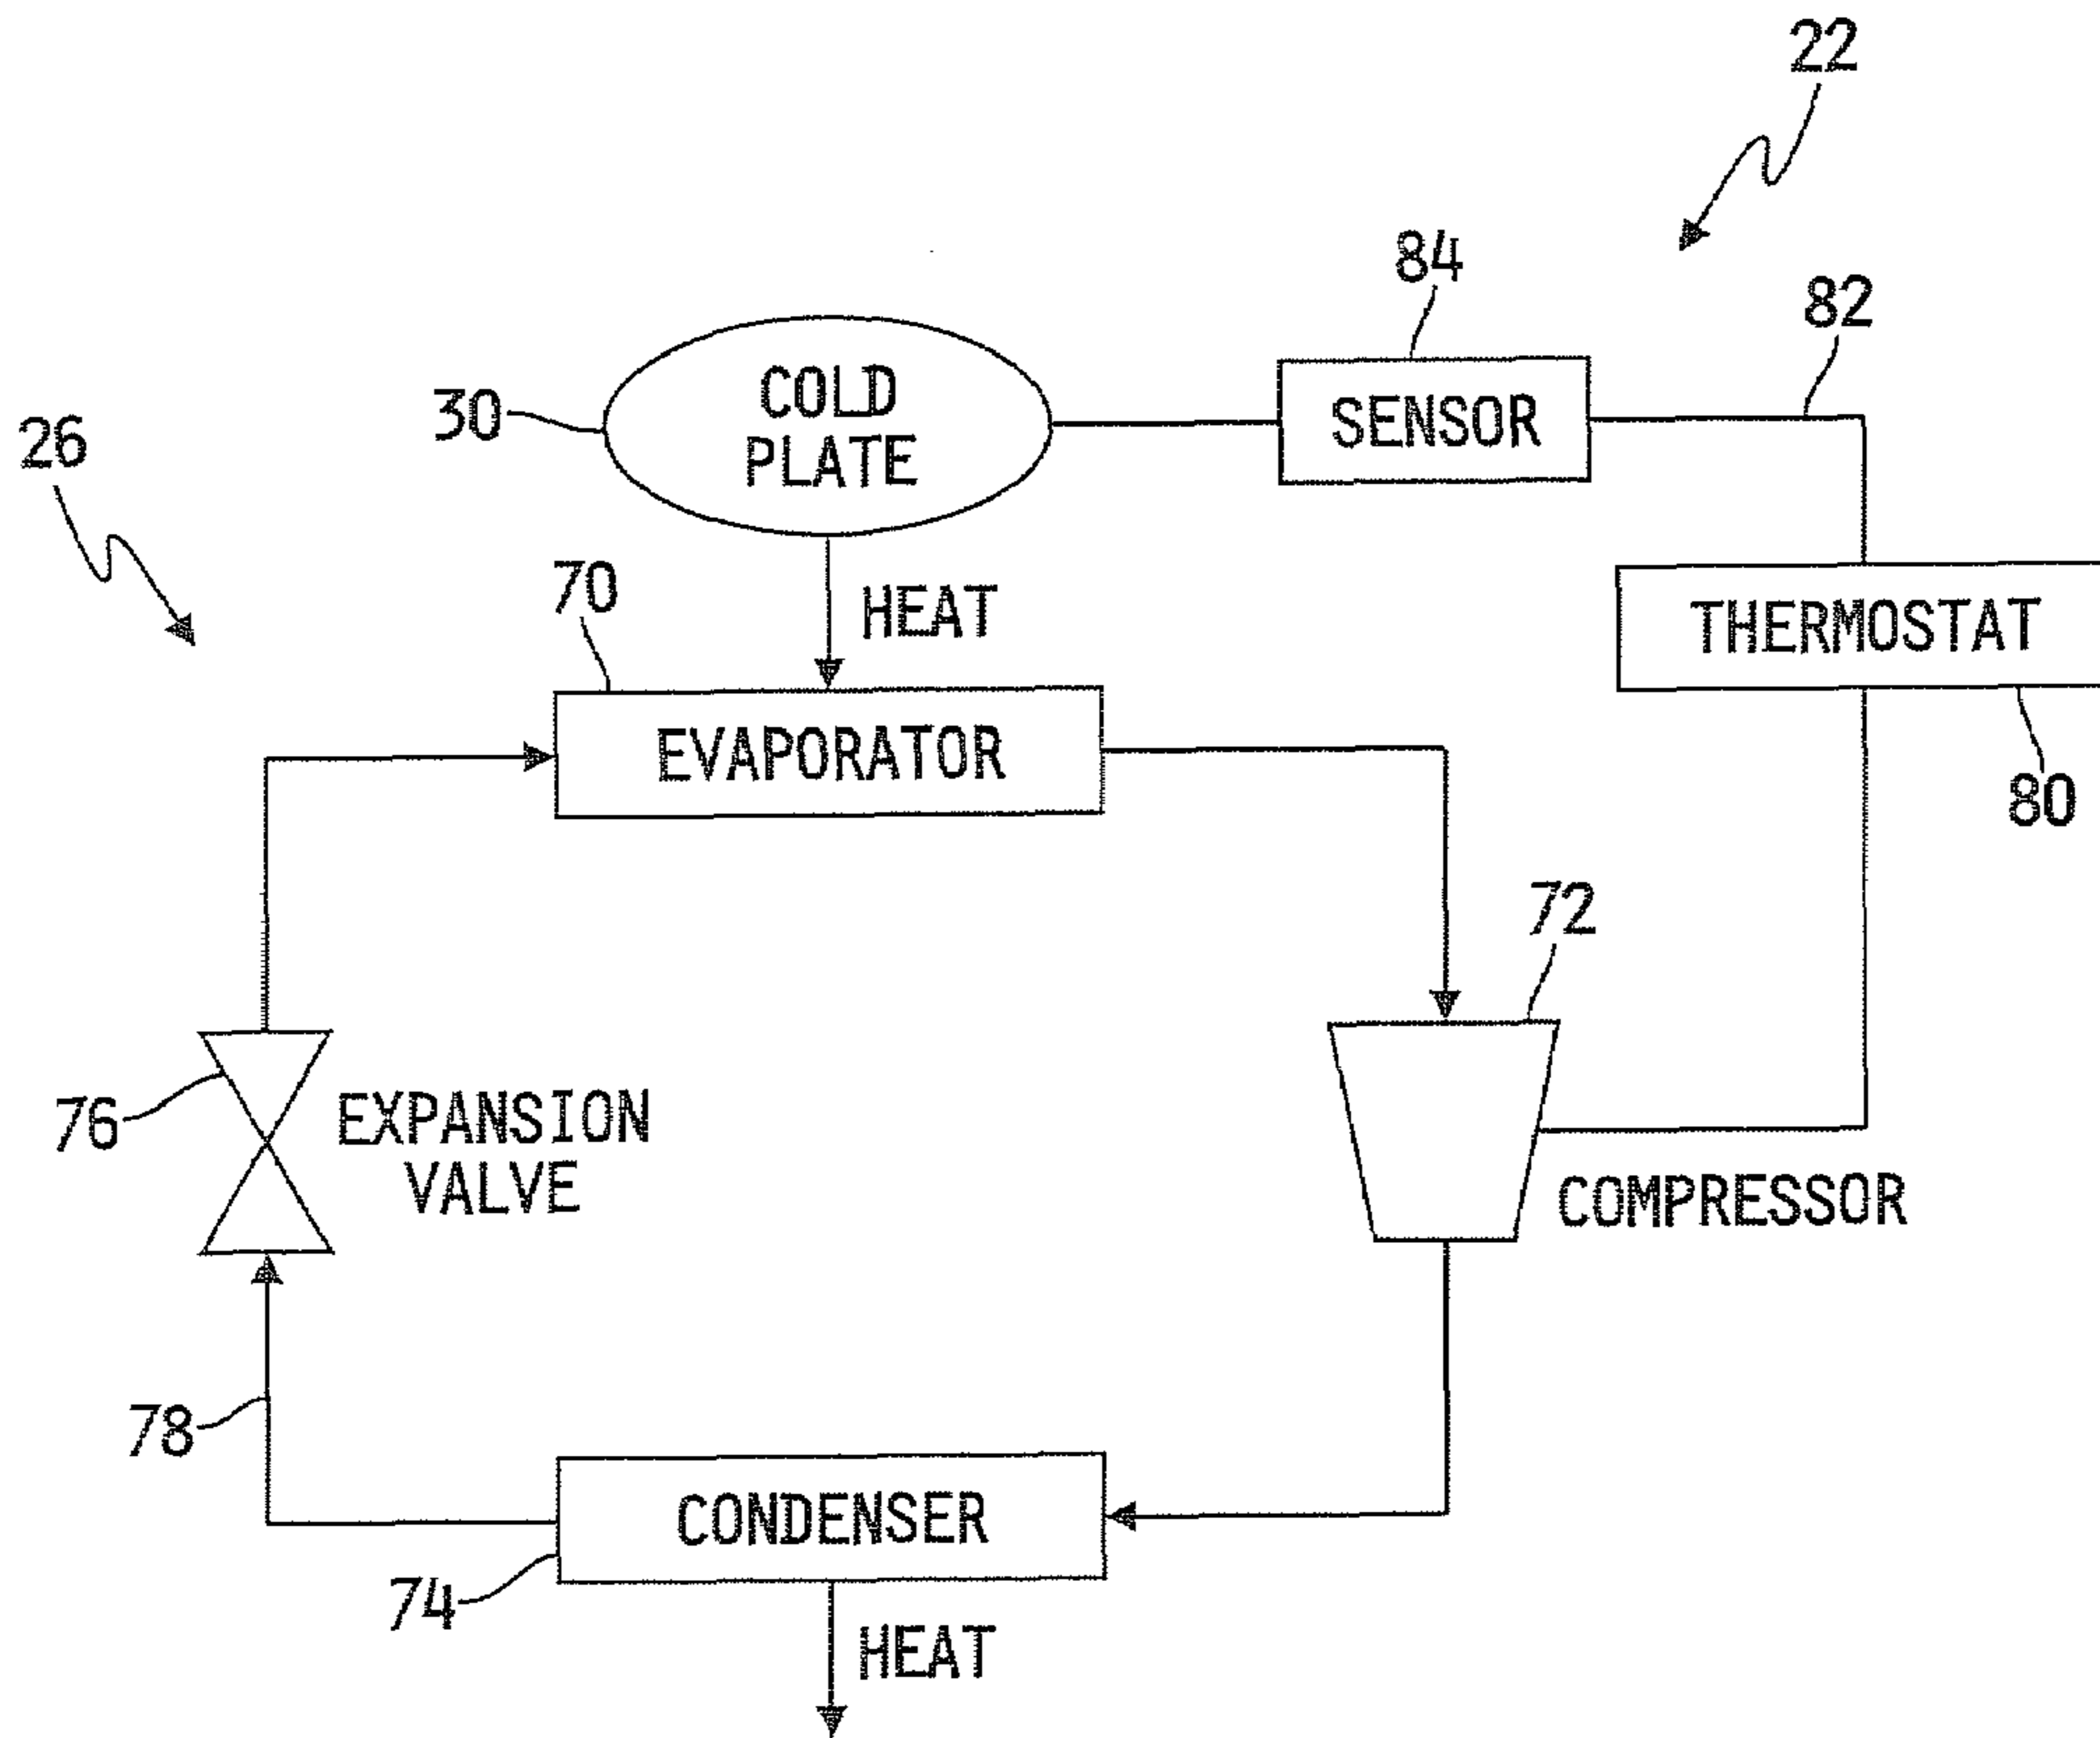 22
84
82
COLD
PLATE
30
SENSOR
26
70
HEAT
THERMOSTAT
EVAPORATOR
80
72
76
EXPANSION
VALVE
COMPRESSOR
78
CONDENSER
74
HEAT